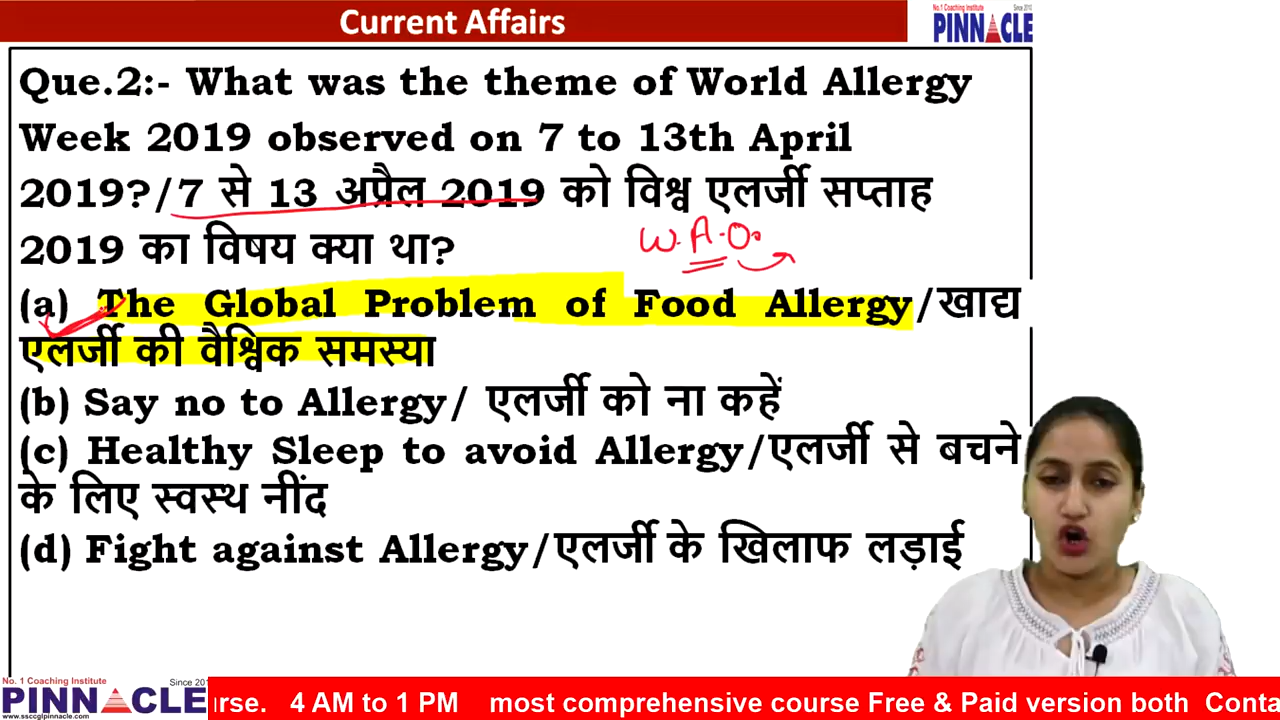 Current Affairs
No.1 Coaching Institute Since 2010
PINNACLE
Que.2:- What was the theme of World Allergy
Week 2019 observed on 7 to 13th April
2019?/7 से 13 अप्रैल 2019 को विश्व एलर्जी सप्ताह
2019 का विषय क्या था?
W.A.O.
(a) The Global Problem of Food Allergy/खाद्य
एलर्जी की वैश्विक समस्या
(b) Say no to Allergy/ एलर्जी को ना कहें
(c) Healthy Sleep to avoid Allergy/एलर्जी से बचने
के लिए स्वस्थ नींद
(d) Fight against Allergy/एलर्जी के खिलाफ लड़ाई
No. 1 Coaching Institute Since 201
PINNACLE
www.ssccglpinnacle.com
urse. 4 AM to 1 PM most comprehensive course Free & Paid version both Conta